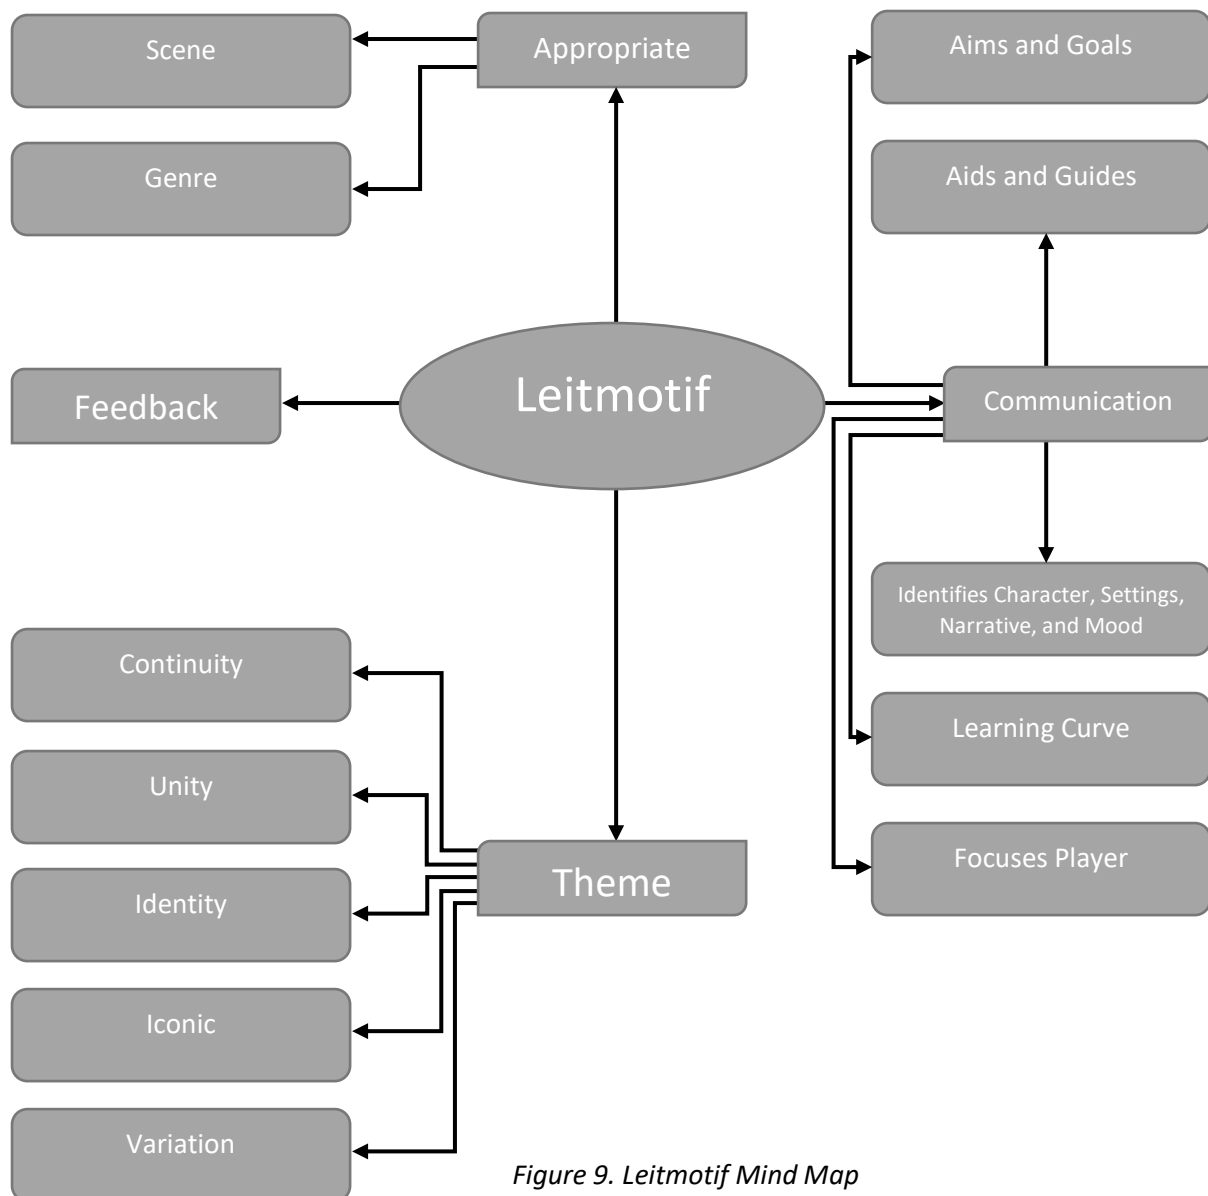 Scene
Appropriate
Aims and Goals
Genre
Aids and Guides
Leitmotif
Feedback
Communication
Identifies Character, Settings,
Narrative, and Mood
Continuity
Learning Curve
Unity
Focuses Player
Theme
Identity
Iconic
Variation
Figure 9. Leitmotif Mind Map